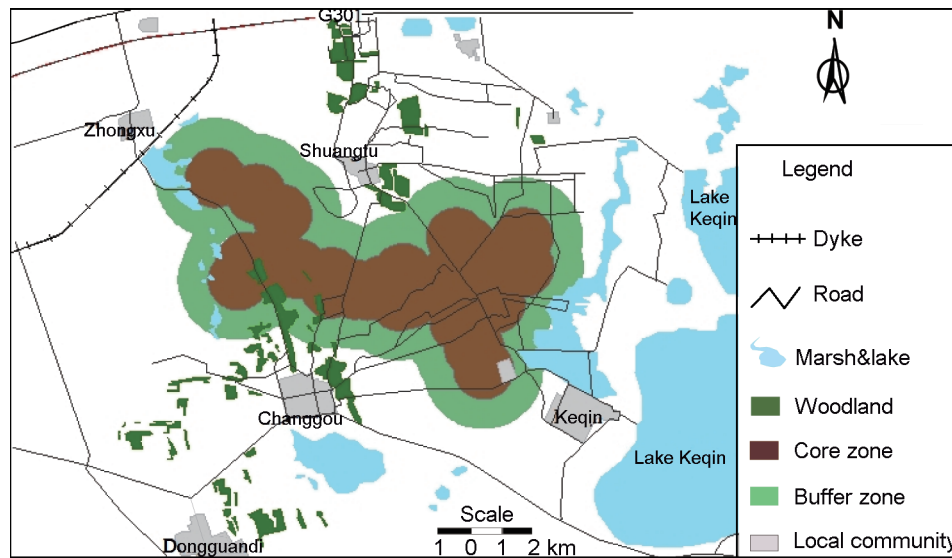 G301
N
Zhongxu
Shuangfu
Legend
Lake
Keqin
Dyke
Road
Marsh&lake
Woodland
Changgou
Keqin
Core zone
Lake Keqin
Buffer zone
Scale
Dongguandi
1 0 1 2 km
Local community